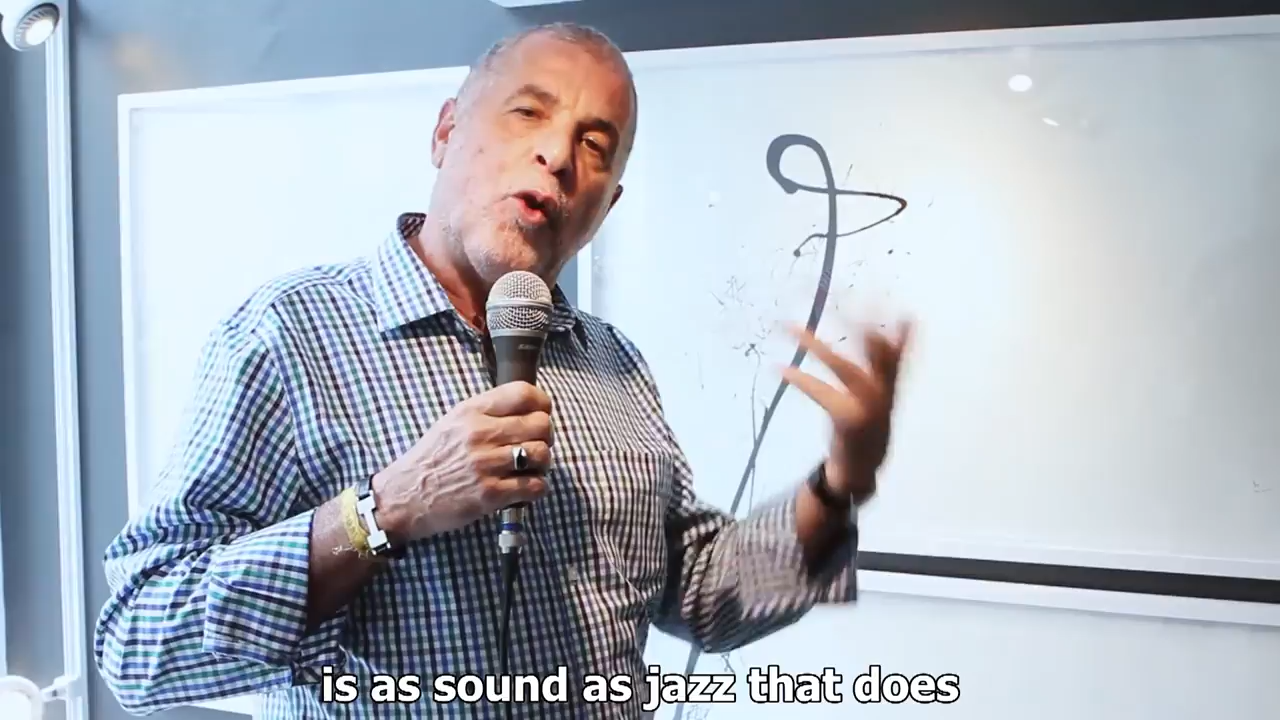 is as sound as jazz that does